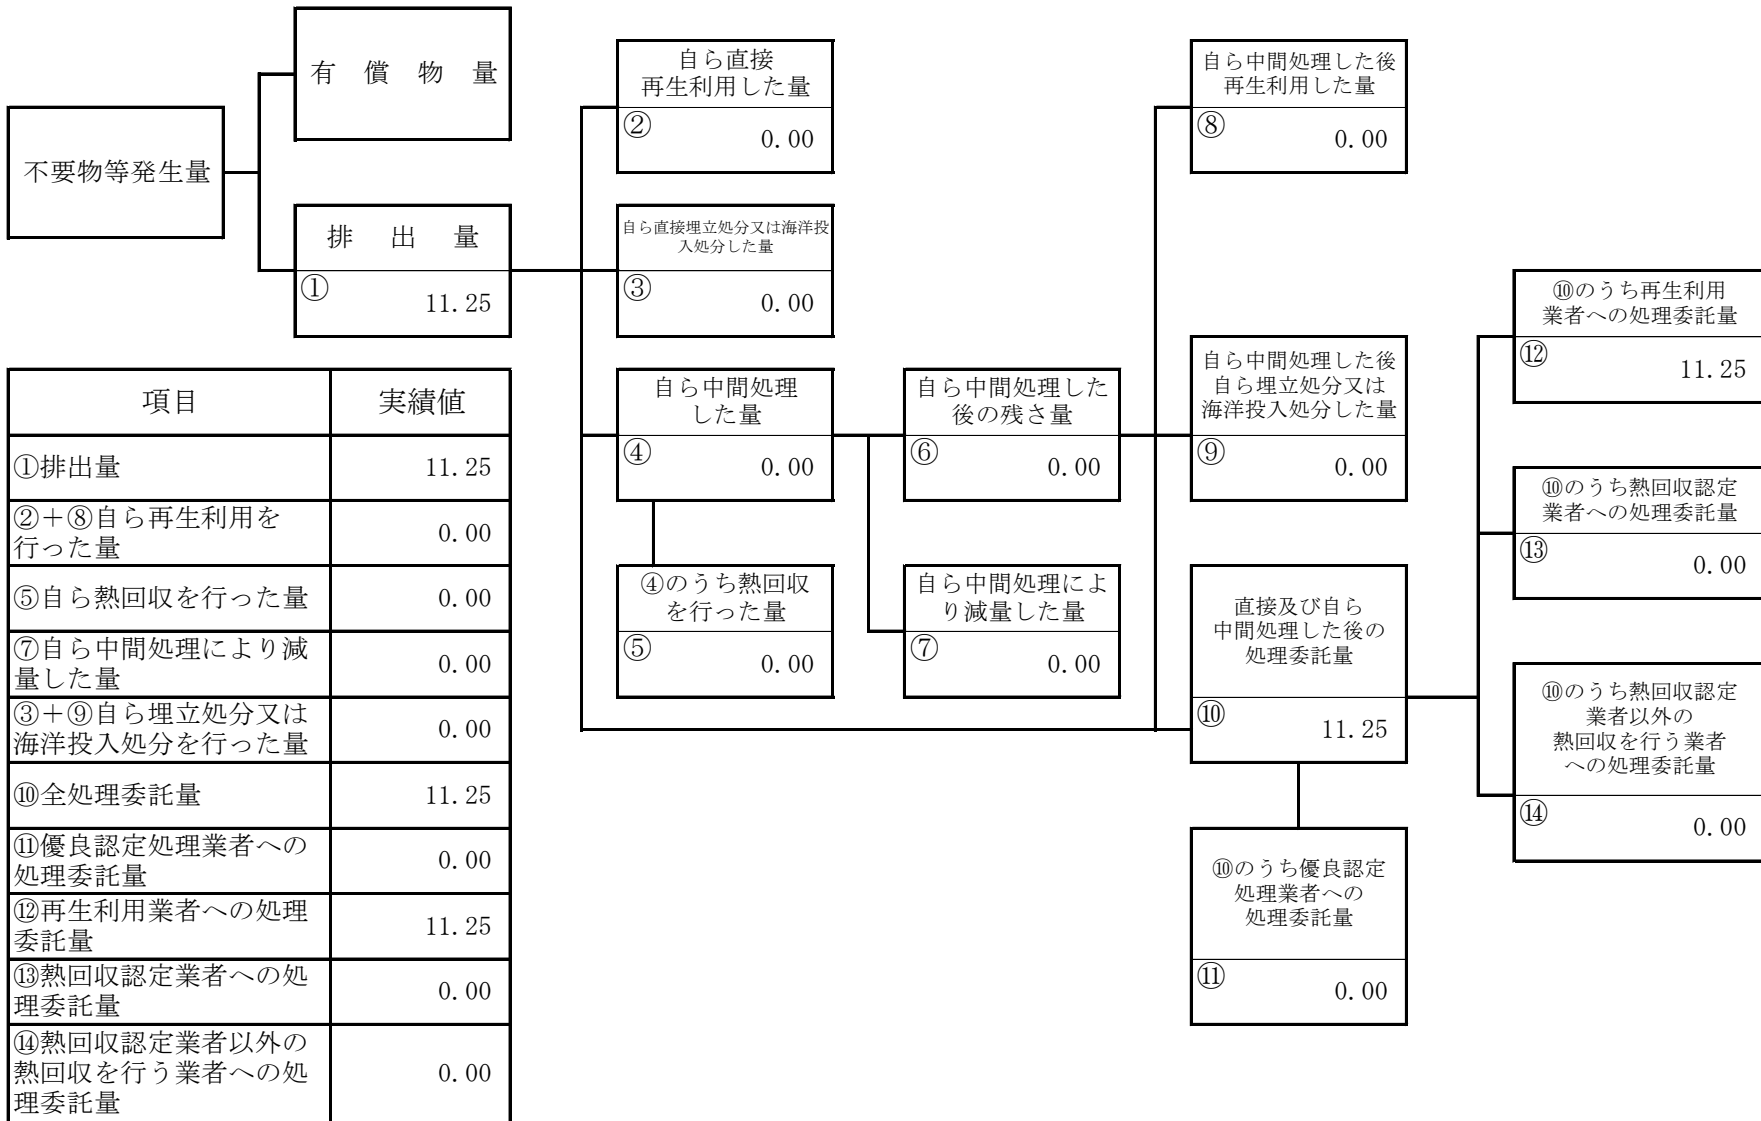 有償物量
不要物等発生量
排出量
①
11.25
自ら直接
再生利用した量
②
0.00
自ら直接埋立処分又は海洋投
入処分した量
③
0.00
自ら中間処理
した量
④
0.00
④のうち熱回収
を行った量
⑤
0.00
自ら中間処理した
後の残さ量
⑥
0.00
自ら中間処理によ
り減量した量
⑦
0.00
自ら中間処理した後
再生利用した量
⑧
0.00
自ら中間処理した後
自ら埋立処分又は
海洋投入処分した量
⑨
0.00
直接及び自ら
中間処理した後の
処理委託量
⑩
11.25
⑩のうち優良認定
処理業者への
処理委託量
⑪
0.00
⑩のうち再生利用
業者への処理委託量
⑫
11.25
⑩のうち熱回収認定
業者への処理委託量
⑬
0.00
⑩のうち熱回収認定
業者以外の
熱回収を行う業者
への処理委託量
⑭
0.00
項目 実績値
①排出量 11.25
②＋⑧自ら再生利用を
行った量 0.00
⑤自ら熱回収を行った量 0.00
⑦自ら中間処理により減
量した量 0.00
③＋⑨自ら埋立処分又は
海洋投入処分を行った量 0.00
⑩全処理委託量 11.25
⑪優良認定処理業者への
処理委託量 0.00
⑫再生利用業者への処理
委託量 11.25
⑬熱回収認定業者への処
理委託量 0.00
⑭熱回収認定業者以外の
熱回収を行う業者への処
理委託量 0.00